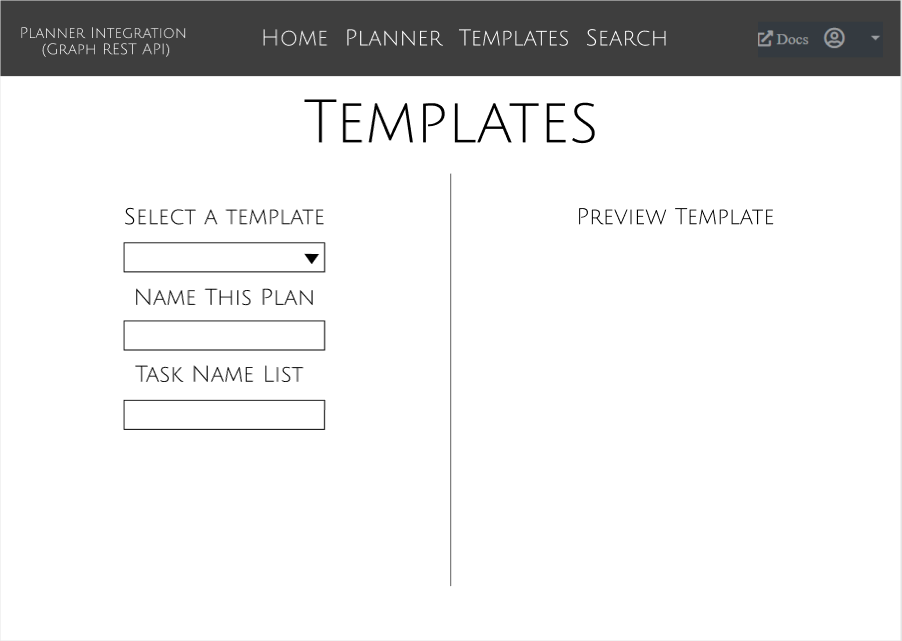 Planner Integration
(Graph REST API)
Home Planner Templates Search
Docs
Templates
Select a template
Name This Plan
Task Name List
Preview Template